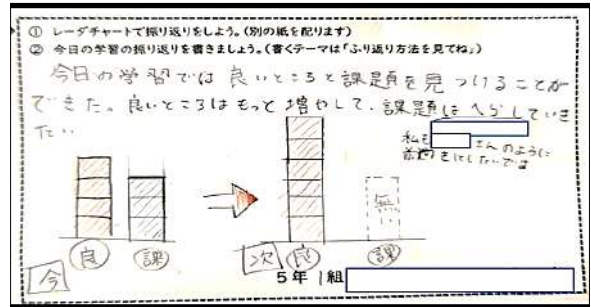 ① レーダチャートで振り返りをしよう。(別の紙を配ります)
② 今日の学習の振り返りを書きましょう。(書くテーマは「ふり返り方法を見てね」)
今日の学習では良いところと課題を見つけることが
できた。良いところはもっと増やして、課題はへらしていき
たい
私も
さんのように
をにしたいでは
無い
良 課 良 課
今 次
5年 1組